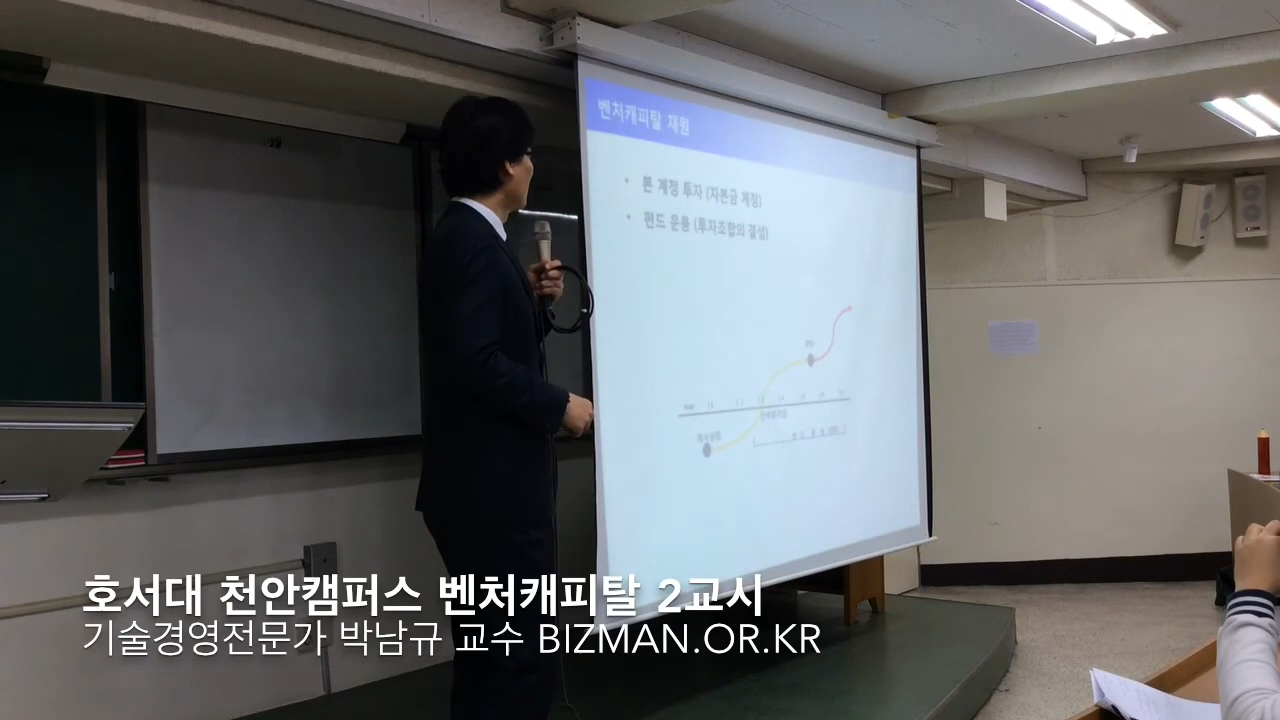 벤처캐피탈 재원
• 본 계정 투자 (자본금 계정)
• 펀드 운용 (투자조합의 결성)
IPO
호서대 천안캠퍼스 벤처캐피탈 2교시
기술경영전문가 박남규 교수 BIZMAN.OR.KR